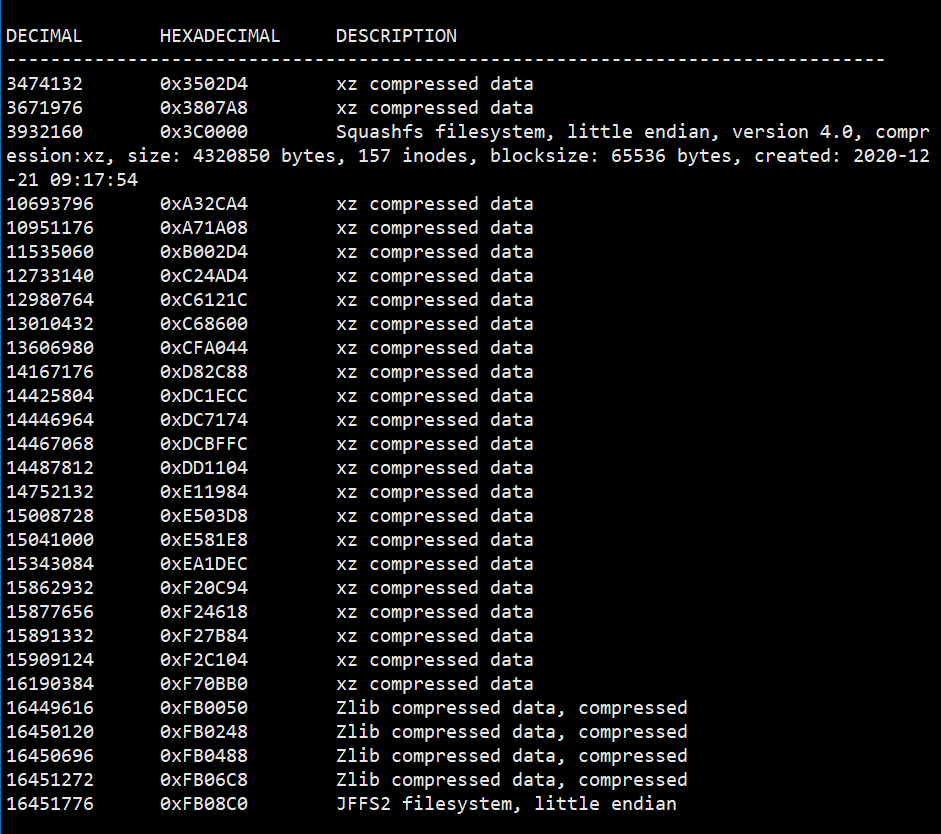 DECIMAL HEXADECIMAL DESCRIPTION
--------------------------------------------------------------------------------
3474132 0x3502D4 xz compressed data
3671976 0x3807A8 xz compressed data
3932160 0x3C0000 Squashfs filesystem, little endian, version 4.0, compr
ession:xz, size: 4320850 bytes, 157 inodes, blocksize: 65536 bytes, created: 2020-12
-21 09:17:54
10693796 0xA32CA4 xz compressed data
10951176 0xA71A08 xz compressed data
11535060 0xB002D4 xz compressed data
12733140 0xC24AD4 xz compressed data
12980764 0xC6121C xz compressed data
13010432 0xC68600 xz compressed data
13606980 0xCFA044 xz compressed data
14167176 0xD82C88 xz compressed data
14425804 0xDC1ECC xz compressed data
14446964 0xDC7174 xz compressed data
14467068 0xDCBFFC xz compressed data
14487812 0xDD1104 xz compressed data
14752132 0xE11984 xz compressed data
15008728 0xE503D8 xz compressed data
15041000 0xE581E8 xz compressed data
15343084 0xEA1DEC xz compressed data
15862932 0xF20C94 xz compressed data
15877656 0xF24618 xz compressed data
15891332 0xF27B84 xz compressed data
15909124 0xF2C104 xz compressed data
16190384 0xF70BB0 xz compressed data
16449616 0xFB0050 Zlib compressed data, compressed
16450120 0xFB0248 Zlib compressed data, compressed
16450696 0xFB0488 Zlib compressed data, compressed
16451272 0xFB06C8 Zlib compressed data, compressed
16451776 0xFB08C0 JFFS2 filesystem, little endian